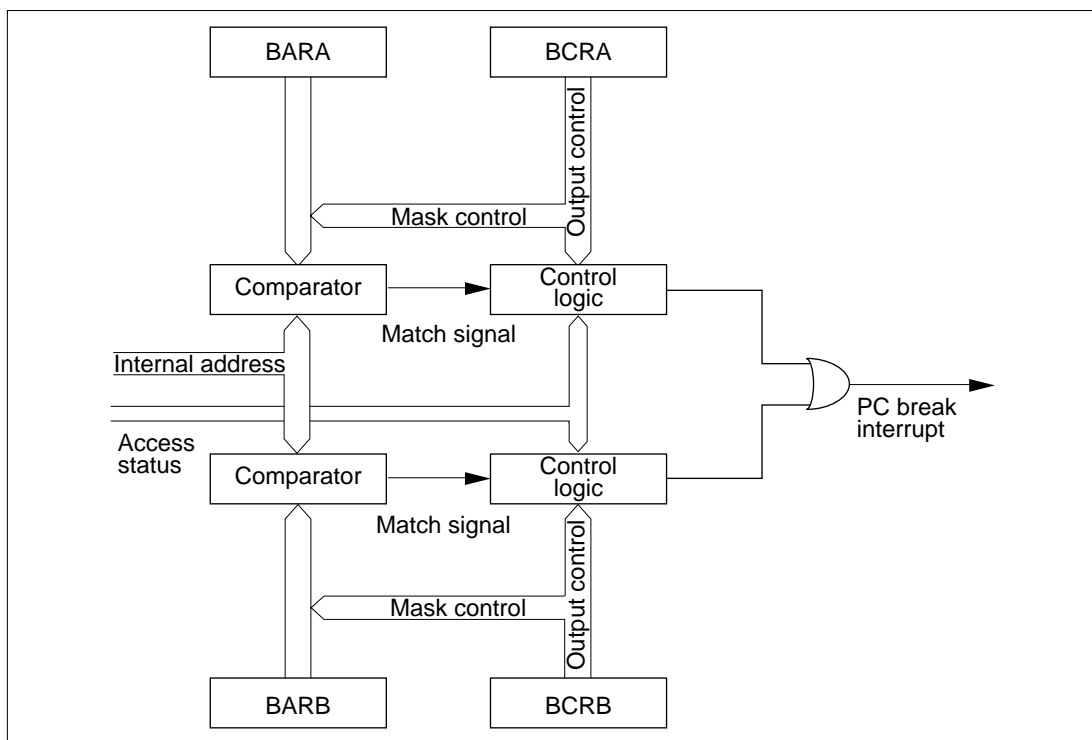 BARA
BCRA
Output control
Mask control
Comparator
Control
logic
Match signal
Internal address
PC break
interrupt
Access
status
Comparator
Control
logic
Match signal
Output control
Mask control
BARB
BCRB